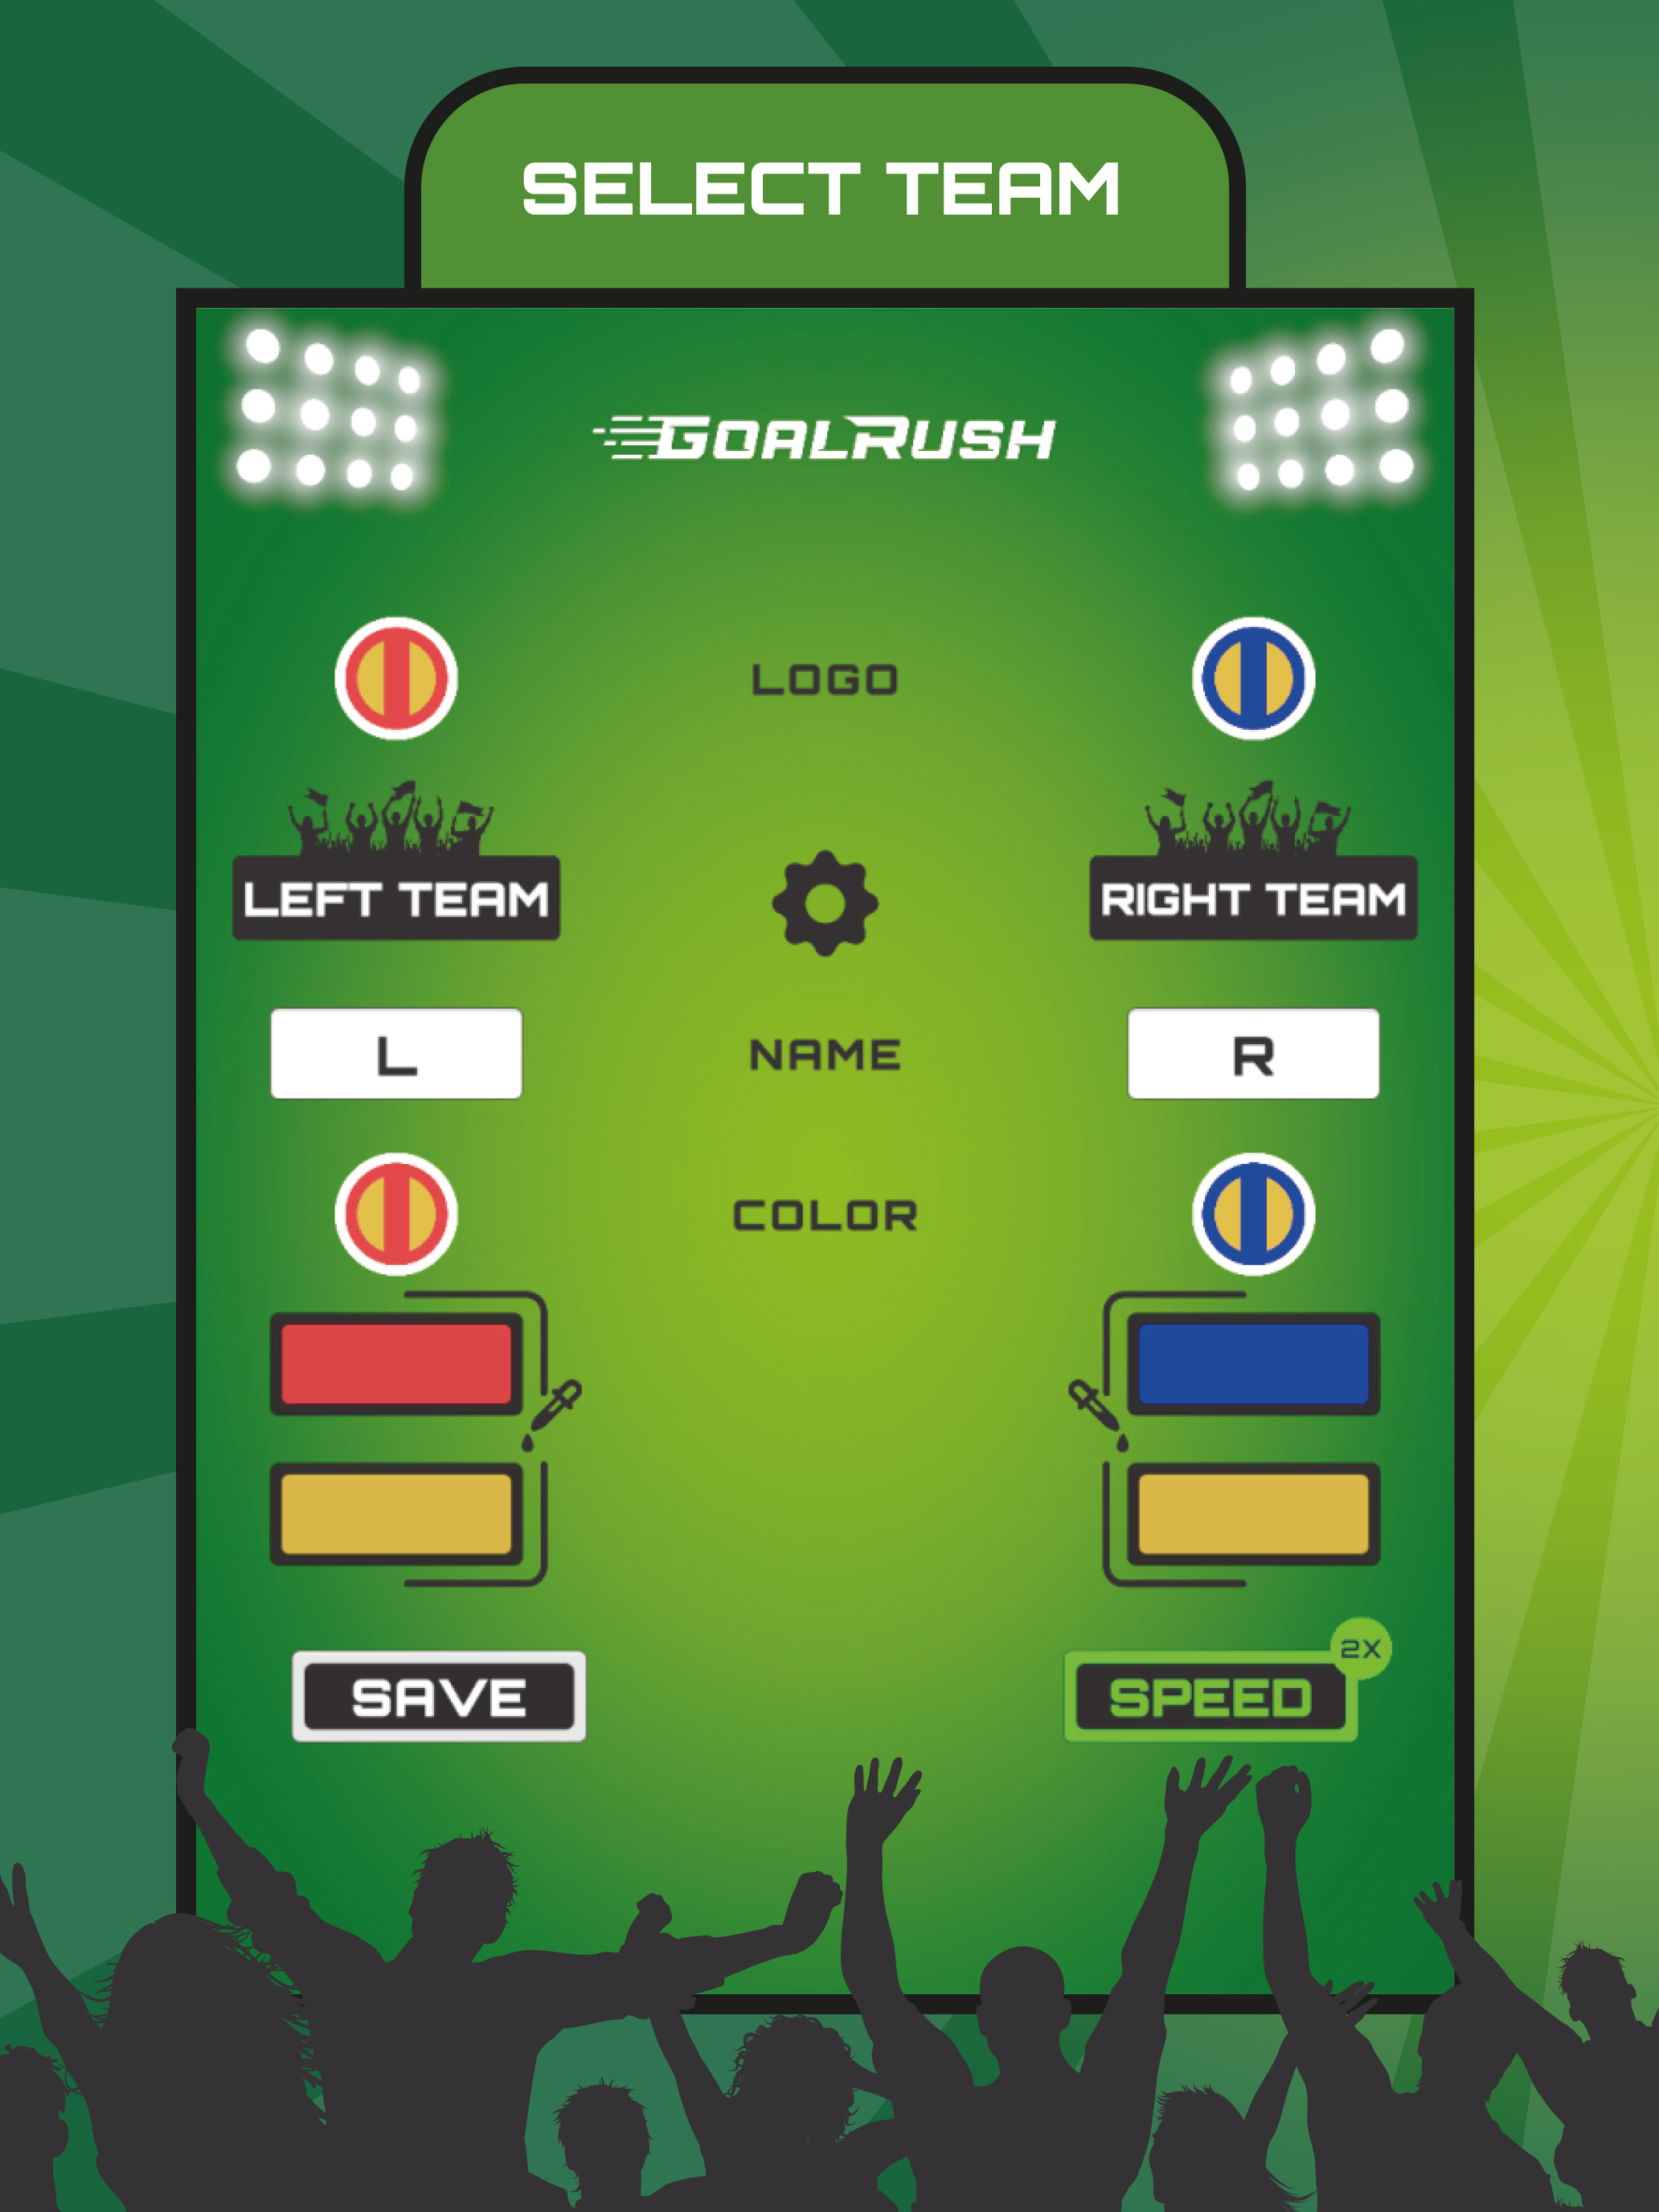 SELECT TEAM
GOALRUSH
LOGO
LEFT TEAM
RIGHT TEAM
L
NAME
R
COLOR
SAVE
SPEED
2X